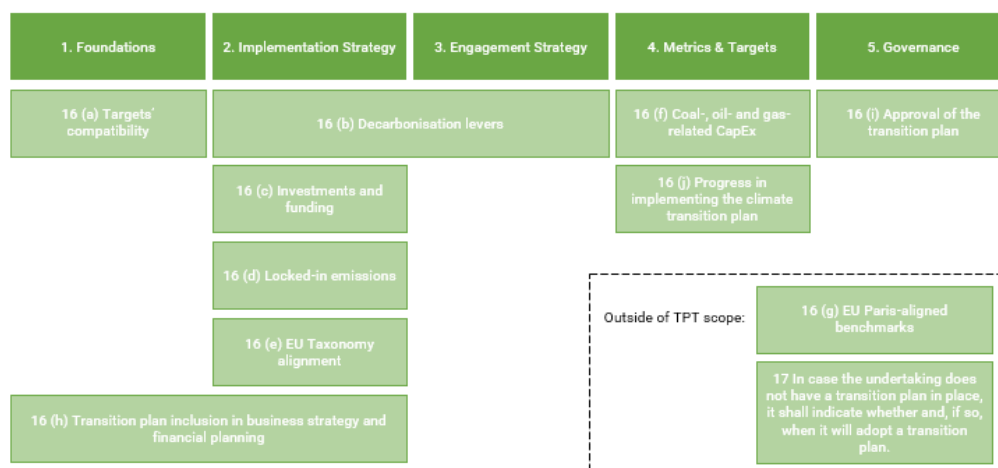 1. Foundations
2. Implementation Strategy
3. Engagement Strategy
4. Metrics & Targets
5. Governance
16 (a) Targets'
compatibility
16 (b) Decarbonisation levers
16 (f) Coal-, oil- and gas-
related CapEx
16 (i) Approval of the
transition plan
16 (c) Investments and
funding
16 (j) Progress in
implementing the climate
transition plan
16 (d) Locked-in emissions
16 (e) EU Taxonomy
alignment
16 (h) Transition plan inclusion in business strategy and
financial planning
Outside of TPT scope:
16 (g) EU Paris-aligned
benchmarks
17 In case the undertaking does
not have a transition plan in place,
it shall indicate whether and, if so,
when it will adopt a transition
plan.